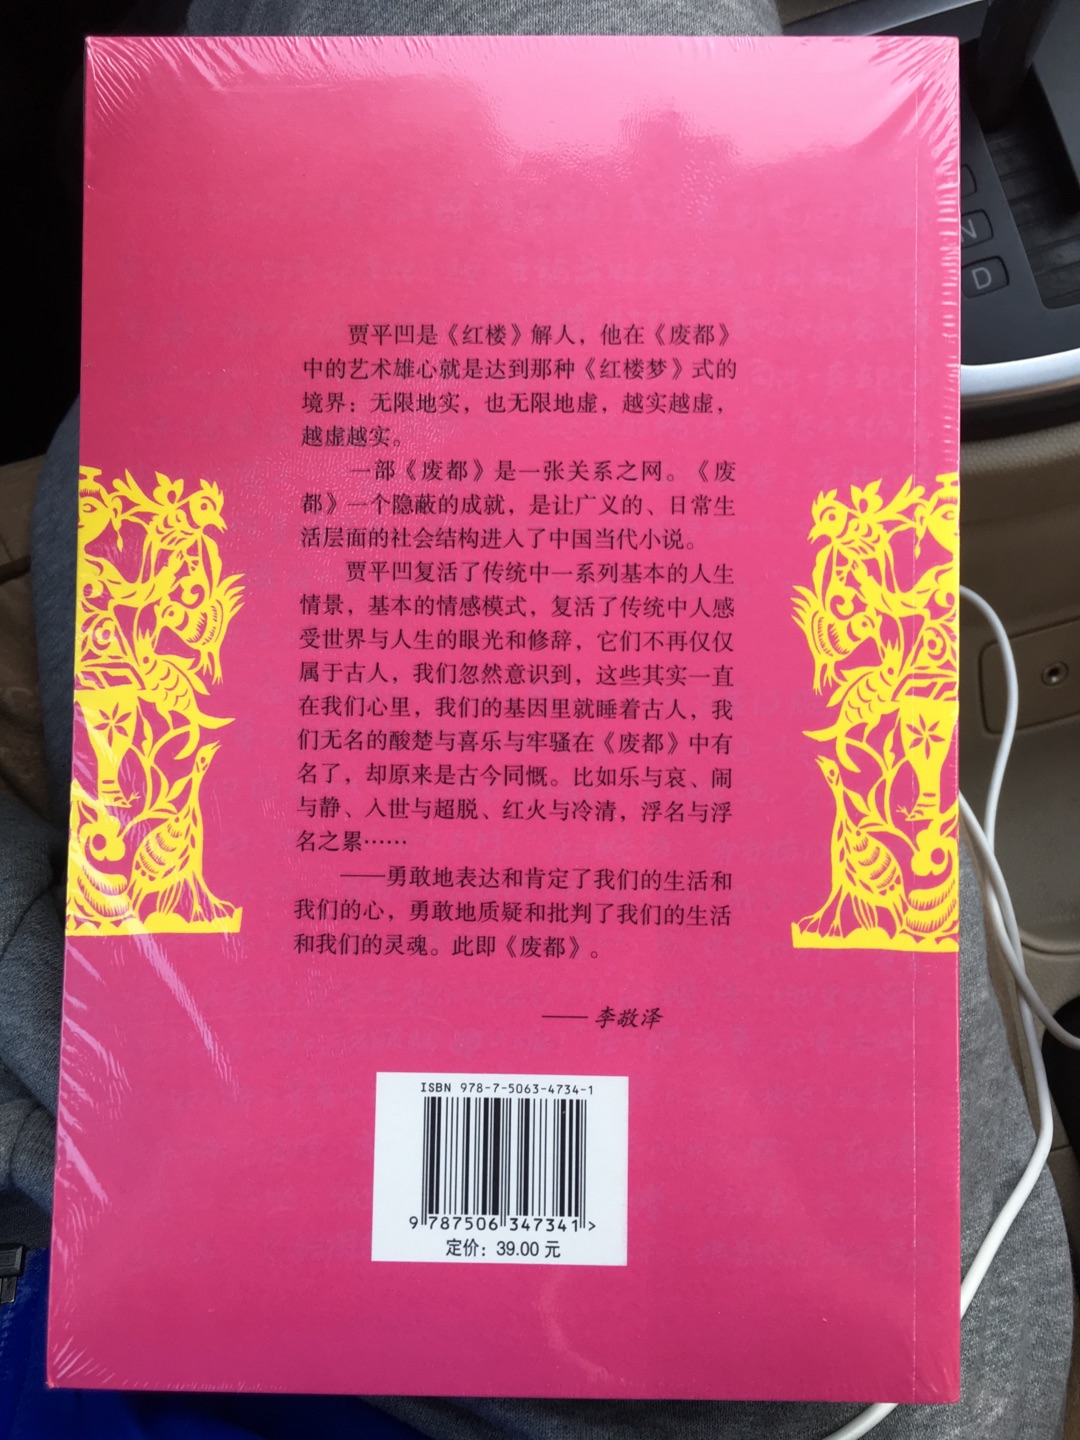 贾平凹是《红楼》解人，他在《废都》
中的艺术雄心就是达到那种《红楼梦》式的
境界：无限地实，也无限地虚，越实越虚，
越虚越实。
一部《废都》是一张关系之网。《废
都》一个隐蔽的成就，是让广义的、日常生
活层面的社会结构进入了中国当代小说。
贾平凹复活了传统中一系列基本的人生
情景，基本的情感模式，复活了传统中人感
受世界与人生的眼光和修辞，它们不再仅仅
属于古人，我们忽然意识到，这些其实一直
在我们心里，我们的基因里就睡着古人，我
们无名的酸楚与喜乐与牢骚在《废都》中有
名了，却原来是古今同慨。比如乐与哀、闹
与静、入世与超脱、红火与冷清，浮名与浮
名之累……
——勇敢地表达和肯定了我们的生活和
我们的心，勇敢地质疑和批判了我们的生活
和我们的灵魂。此即《废都》。
——李敬泽
ISBN 978-7-5063-4734-1
9 787506 347341 >
定价：39.00 元
N
D